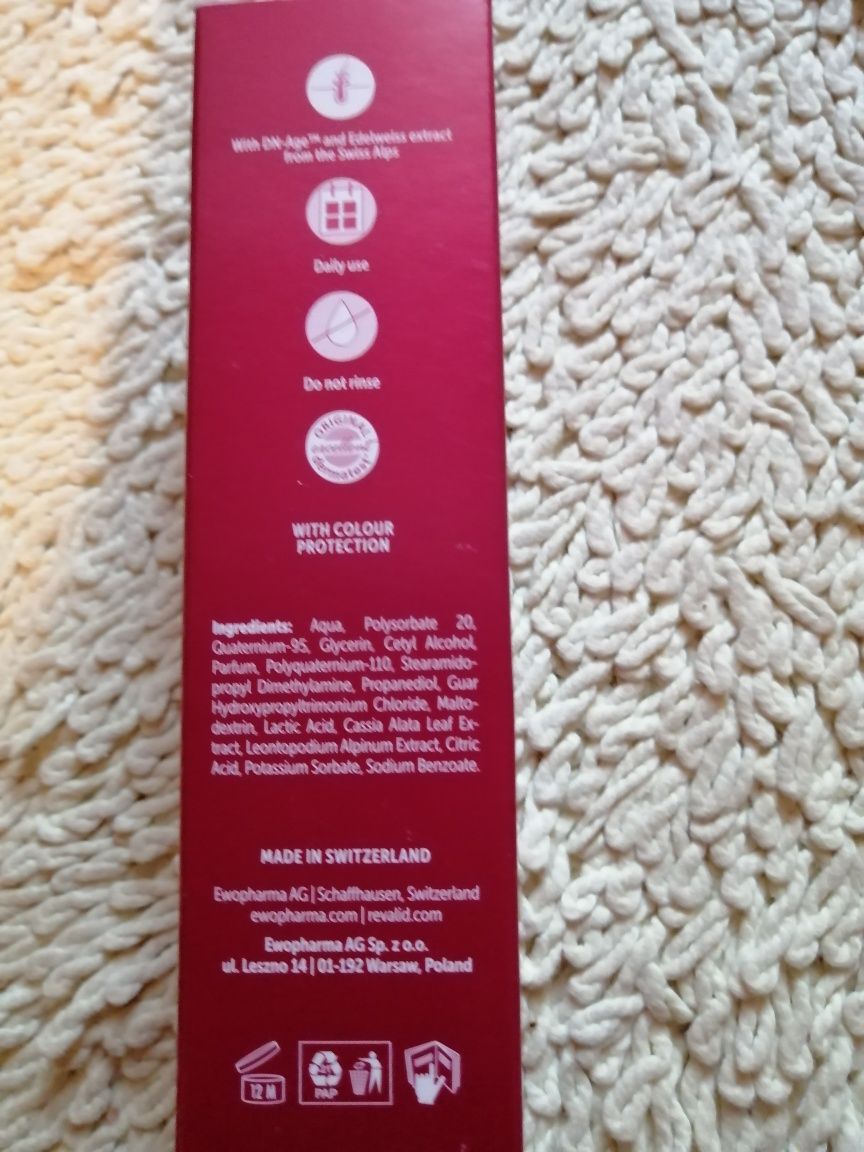 With DN-Age™ and Edelweiss extract
from the Swiss Alps
Daily use
Do not rinse
ORIGINAL
dermatest
WITH COLOUR
PROTECTION
Ingredients: Aqua, Polysorbate 20,
Quaternium-95, Glycerin, Cetyl Alcohol,
Parfum, Polyquaternium-110, Stearamido-
propyl Dimethylamine, Propanediol, Guar
Hydroxypropyltrimonium Chloride, Malto-
dextrin, Lactic Acid, Cassia Alata Leaf Ex-
tract, Leontopodium Alpinum Extract, Citric
Acid, Potassium Sorbate, Sodium Benzoate.
MADE IN SWITZERLAND
Ewopharma AG | Schaffhausen, Switzerland
ewopharma.com | revalid.com
Ewopharma AG Sp. z o.o.
ul. Leszno 14 | 01-192 Warsaw, Poland
12 M
PAP